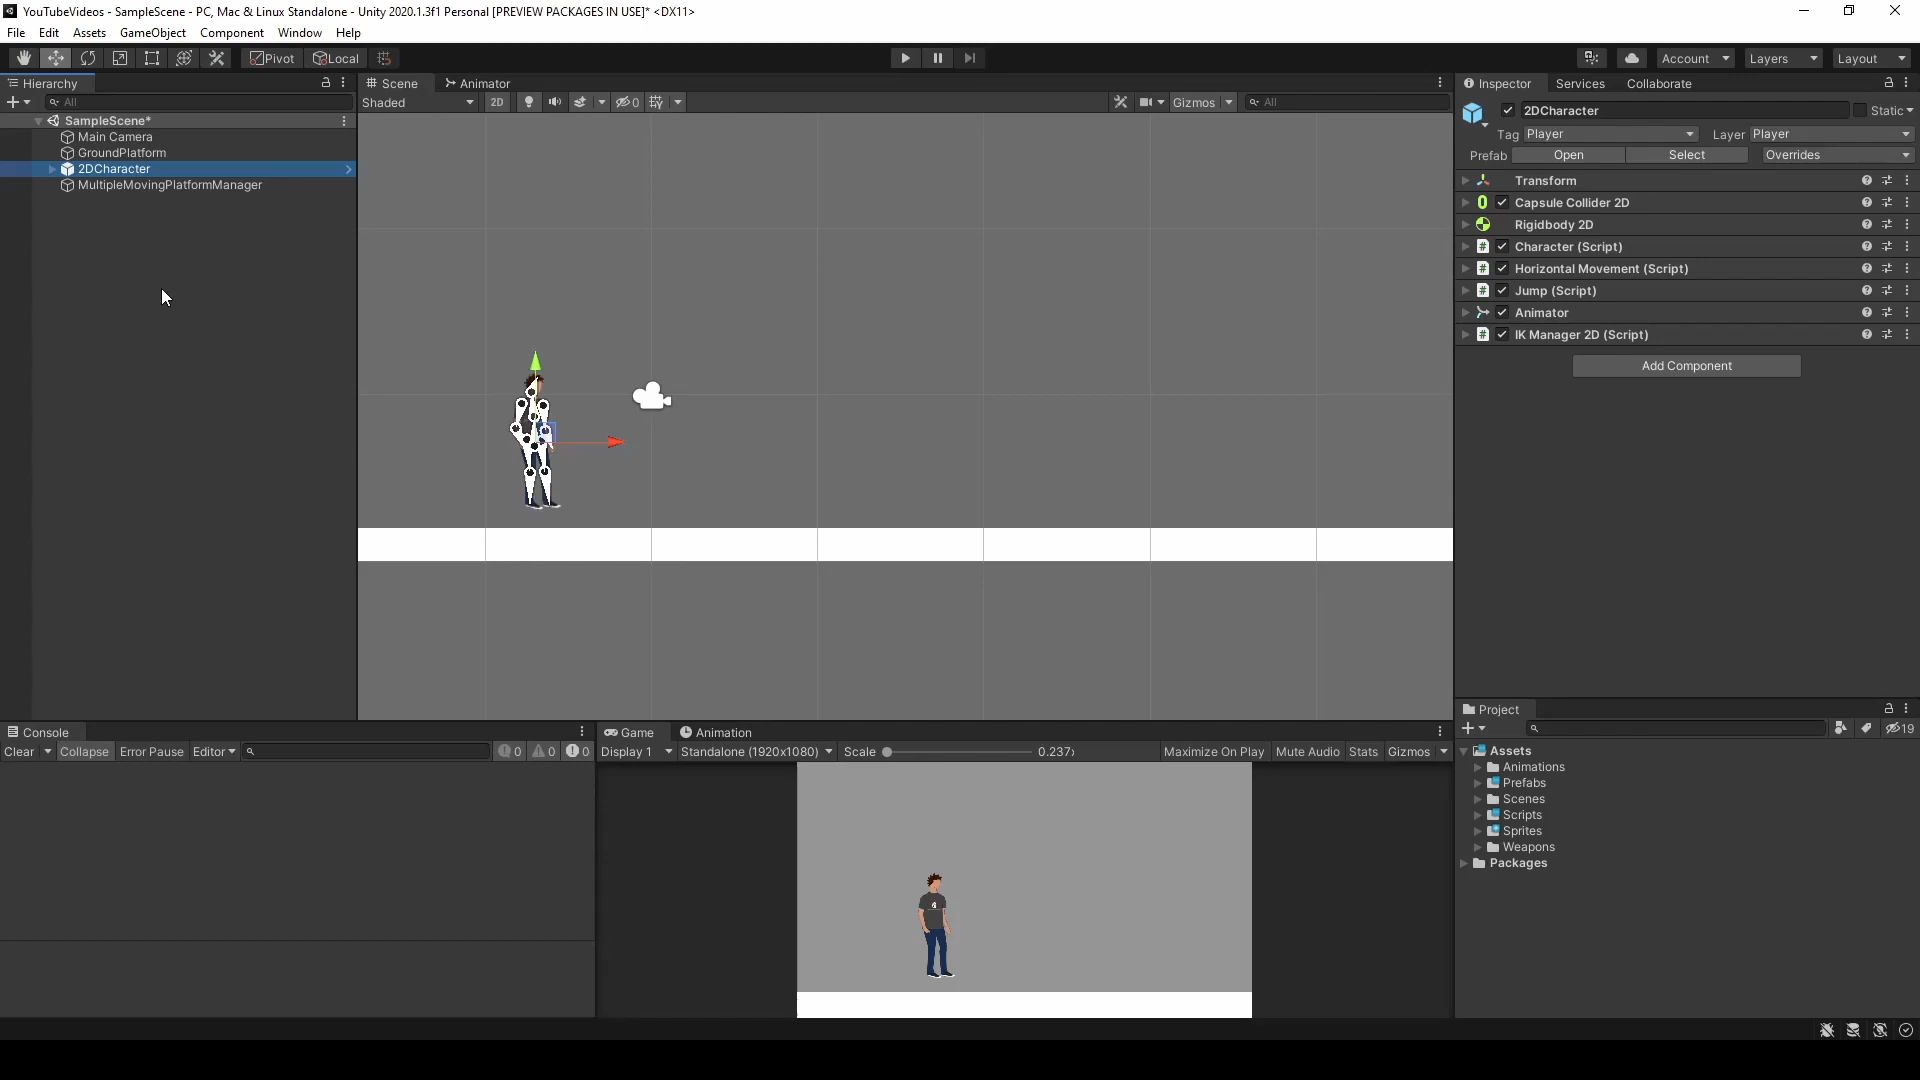 YouTubeVideos - SampleScene - PC, Mac & Linux Standalone - Unity 2020.1.3f1 Personal [PREVIEW PACKAGES IN USE]* <DX11>
File Edit Assets GameObject Component Window Help
Pivot Local Account Layers Layout
Hierarchy
All
SampleScene*
Main Camera
GroundPlatform
2DCharacter
MultipleMovingPlatformManager
Scene Animator
Shaded 2D 0 Gizmos All
Inspector Services Collaborate
2DCharacter Static
Tag Player Layer Player
Prefab Open Select Overrides
Transform
Capsule Collider 2D
Rigidbody 2D
Character (Script)
Horizontal Movement (Script)
Jump (Script)
Animator
IK Manager 2D (Script)
Add Component
Console
Clear Collapse Error Pause Editor 0 0 0
Game Animation
Display 1 Standalone (1920x1080) Scale 0.237 Maximize On Play Mute Audio Stats Gizmos
Project
19
Assets
Animations
Prefabs
Scenes
Scripts
Sprites
Weapons
Packages